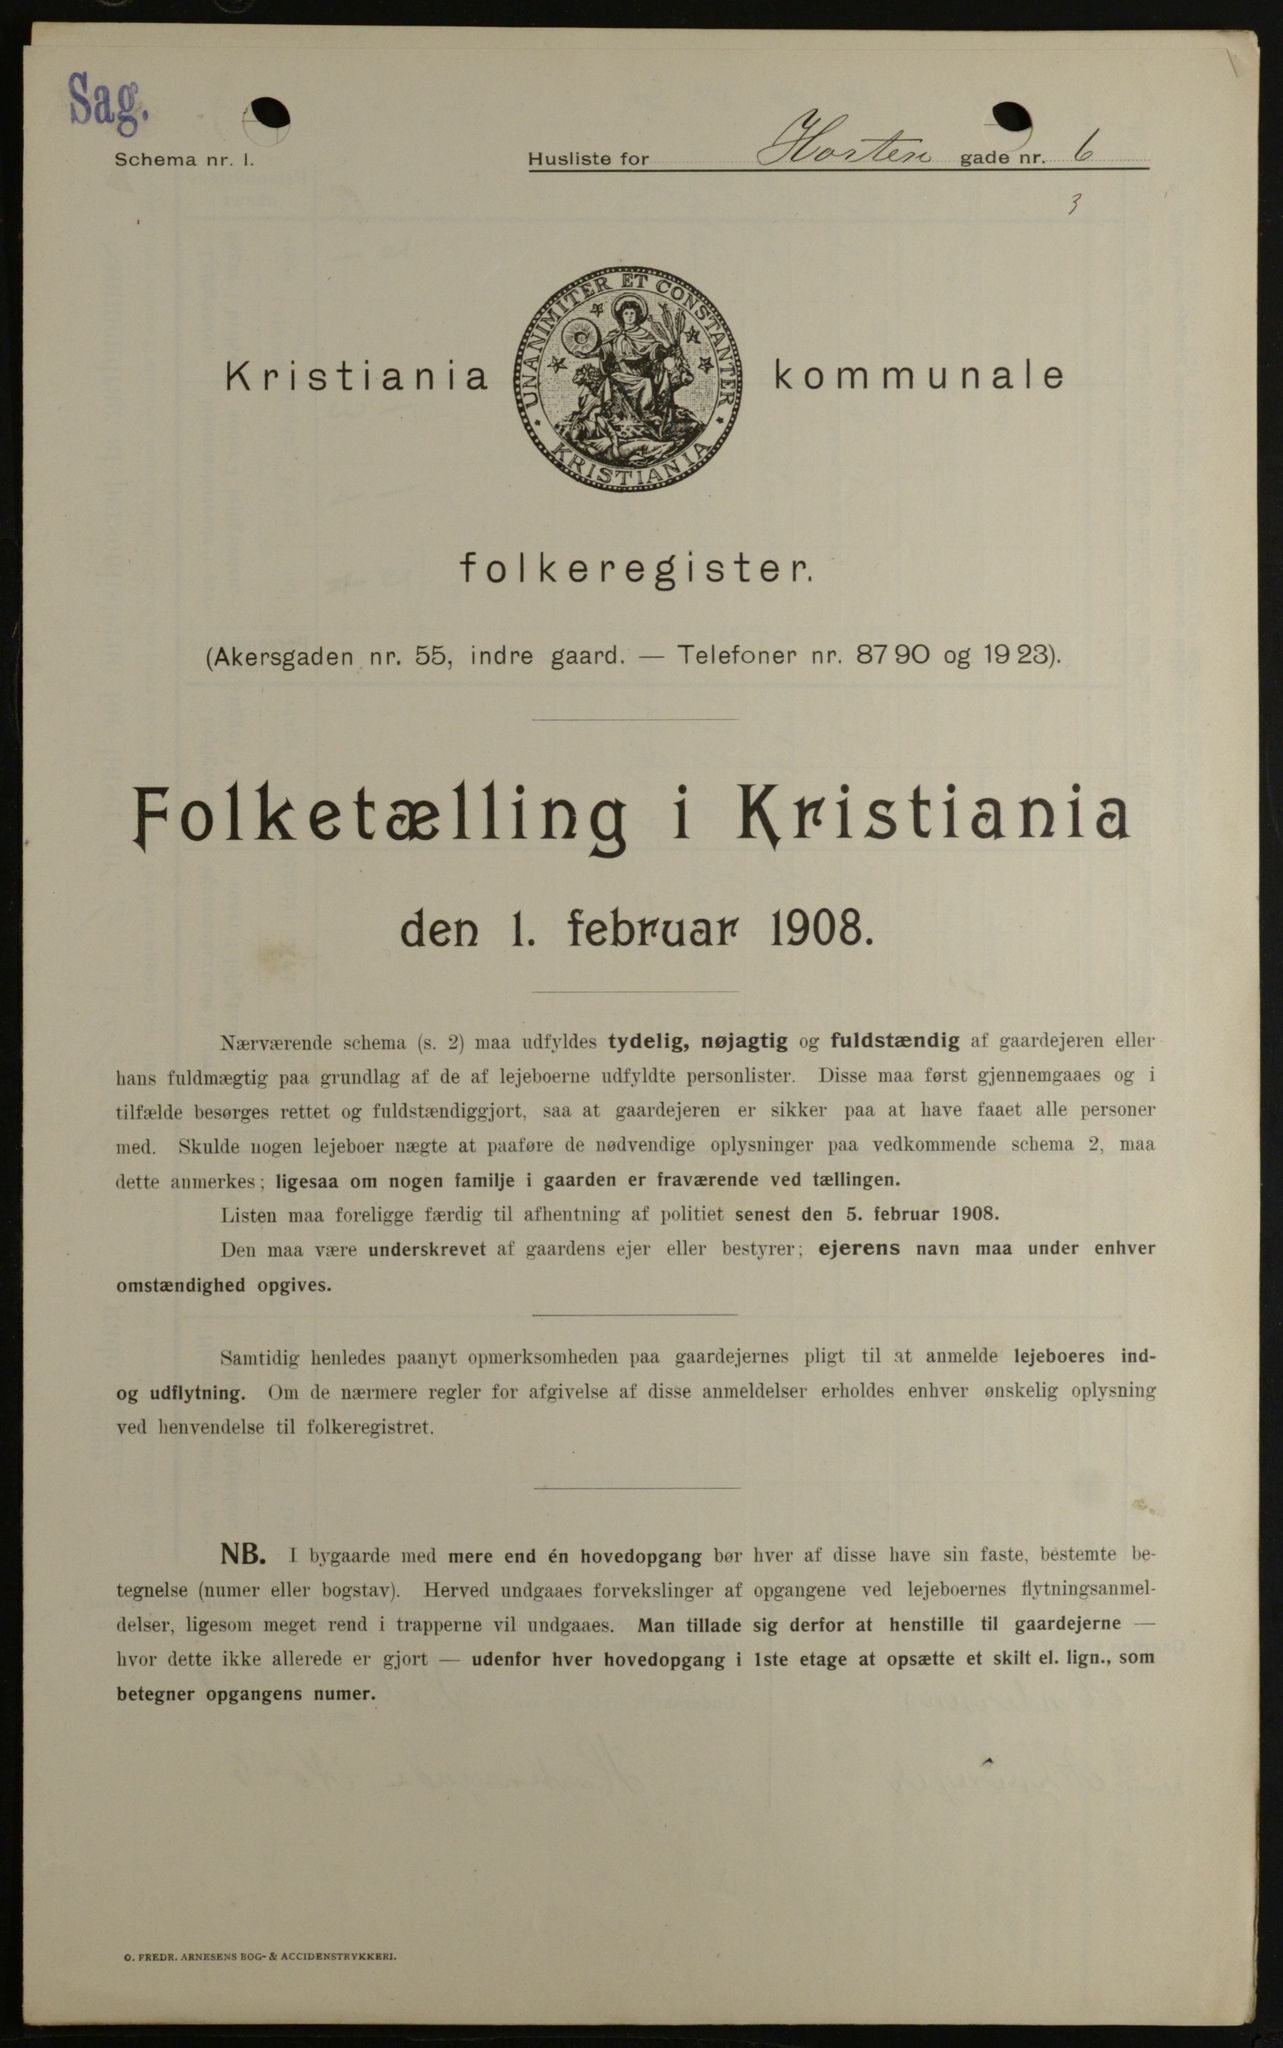 Sag.
Schema nr. 1.
Husliste for Horten gade nr. 6
3
UNANIMITER ET CONSTANTER
KRISTIANIA
Kristiania kommunale
folkeregister.
(Akersgaden nr. 55, indre gaard. — Telefoner nr. 8790 og 1923).
Folketælling i Kristiania
den 1. februar 1908.
Nærværende schema (s. 2) maa udfyldes tydelig, nøjagtig og fuldstændig af gaardejeren eller
hans fuldmægtig paa grundlag af de af lejeboerne udfyldte personlister. Disse maa først gjennemgaaes og i
tilfælde besørges rettet og fuldstændiggjort, saa at gaardejeren er sikker paa at have faaet alle personer
med. Skulde nogen lejeboer nægte at paaføre de nødvendige oplysninger paa vedkommende schema 2, maa
dette anmerkes; ligesaa om nogen familje i gaarden er fraværende ved tællingen.
Listen maa foreligge færdig til afhentning af politiet senest den 5. februar 1908.
Den maa være underskrevet af gaardens ejer eller bestyrer; ejerens navn maa under enhver
omstændighed opgives.
Samtidig henledes paanyt opmerksomheden paa gaardejernes pligt til at anmelde lejeboeres ind-
og udflytning. Om de nærmere regler for afgivelse af disse anmeldelser erholdes enhver ønskelig oplysning
ved henvendelse til folkeregistret.
NB. I bygaarde med mere end én hovedopgang bør hver af disse have sin faste, bestemte be-
tegnelse (numer eller bogstav). Herved undgaaes forvekslinger af opgangene ved lejeboernes flytningsanmel-
delser, ligesom meget rend i trapperne vil undgaaes. Man tillade sig derfor at henstille til gaardejerne —
hvor dette ikke allerede er gjort — udenfor hver hovedopgang i 1ste etage at opsætte et skilt el. lign., som
betegner opgangens numer.
O. FREDR. ARNESENS BOG- & ACCIDENSTRYKKERI.